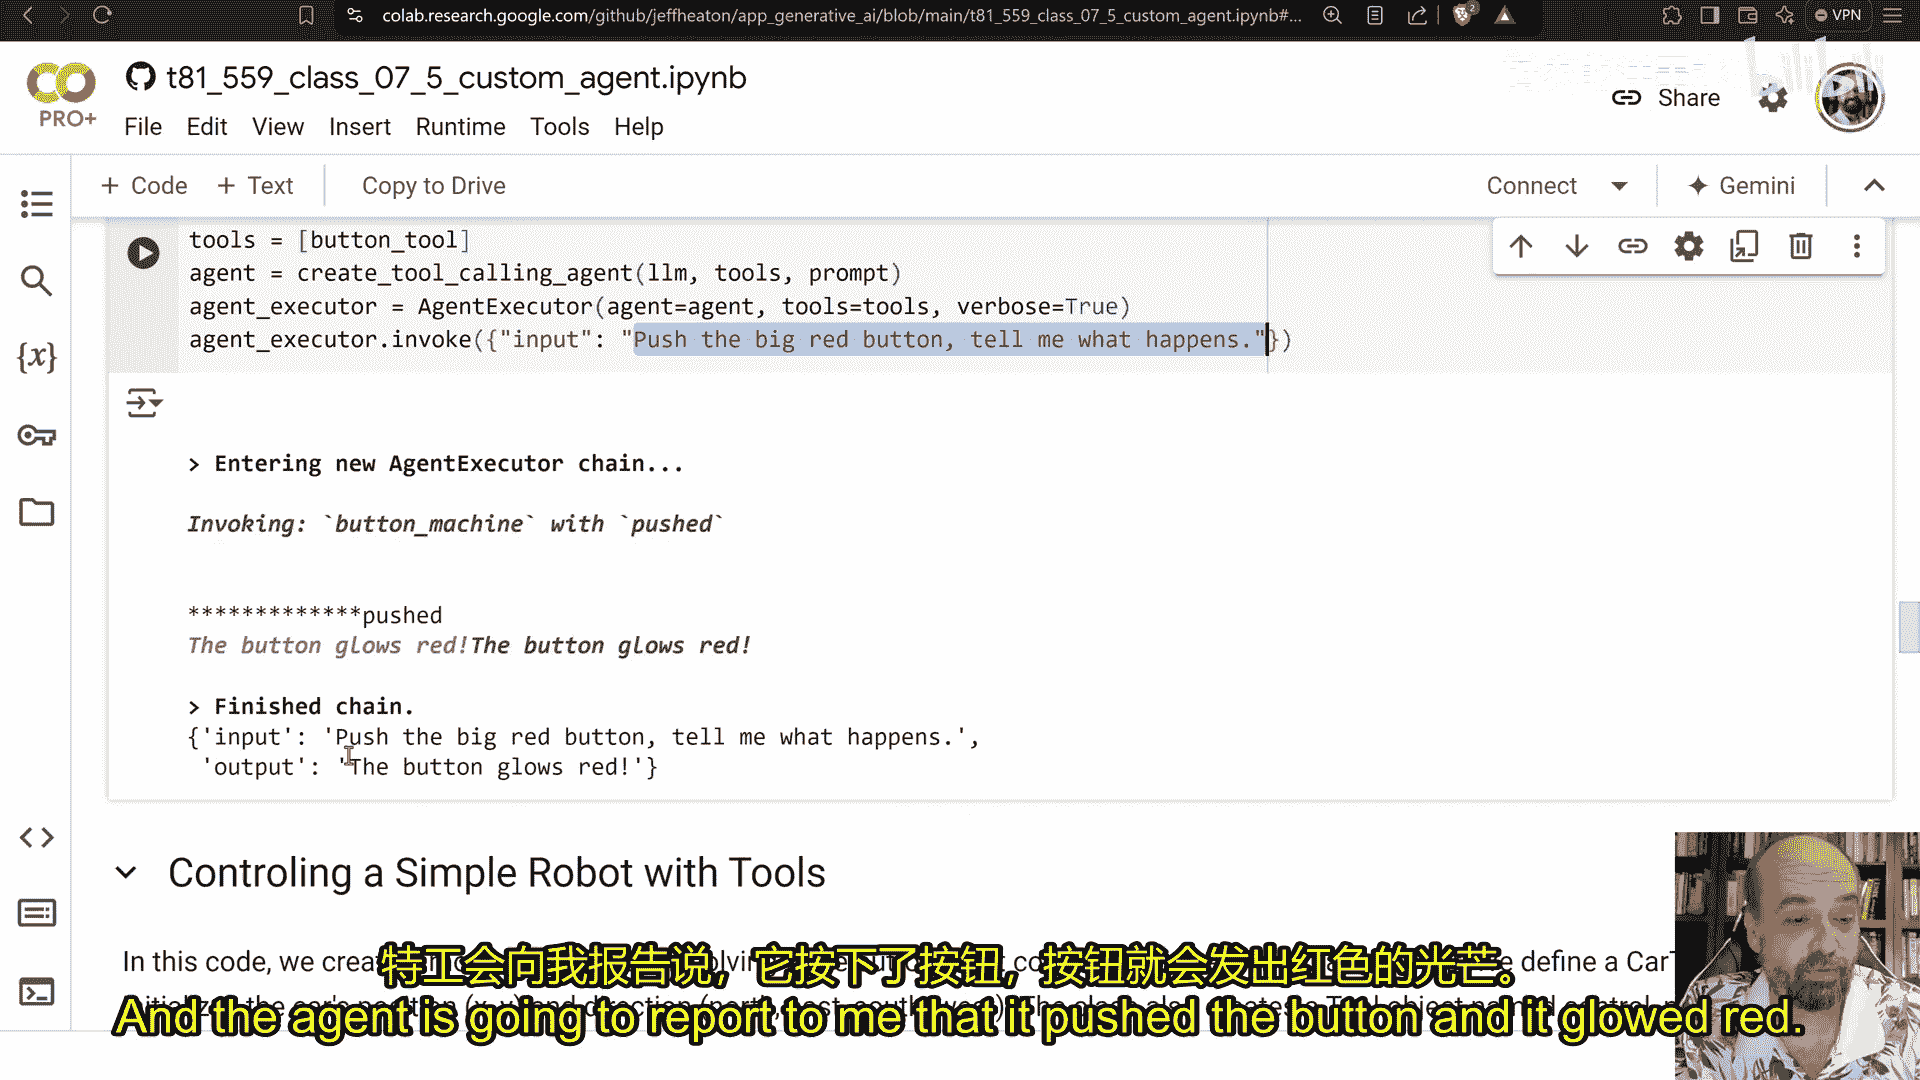 colab.research.google.com/github/jeffheaton/app_generative_ai/blob/main/t81_559_class_07_5_custom_agent.ipynb#...
2
VPN
PRO+
t81_559_class_07_5_custom_agent.ipynb
Share
File Edit View Insert Runtime Tools Help
+ Code + Text Copy to Drive
Connect Gemini
tools = [button_tool]
agent = create_tool_calling_agent(llm, tools, prompt)
agent_executor = AgentExecutor(agent=agent, tools=tools, verbose=True)
agent_executor.invoke({"input": "Push the big red button, tell me what happens."})
> Entering new AgentExecutor chain...
Invoking: `button_machine` with `pushed`
*************pushed
The button glows red!The button glows red!
> Finished chain.
{'input': 'Push the big red button, tell me what happens.',
'output': 'The button glows red!'}
Controling a Simple Robot with Tools
In this code, we crea
define a Car
特工会向我报告说，它按下了按钮，按钮就会发出红色的光芒。
And the agent is going to report to me that it pushed the button and it glowed red.